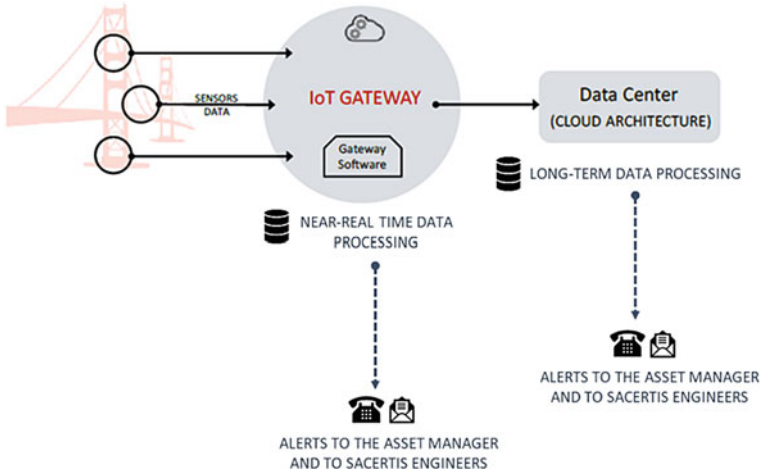 SENSORS
DATA
IoT GATEWAY
Gateway
Software
Data Center
(CLOUD ARCHITECTURE)
LONG-TERM DATA PROCESSING
NEAR-REAL TIME DATA
PROCESSING
ALERTS TO THE ASSET MANAGER
AND TO SACERTIS ENGINEERS
ALERTS TO THE ASSET MANAGER
AND TO SACERTIS ENGINEERS